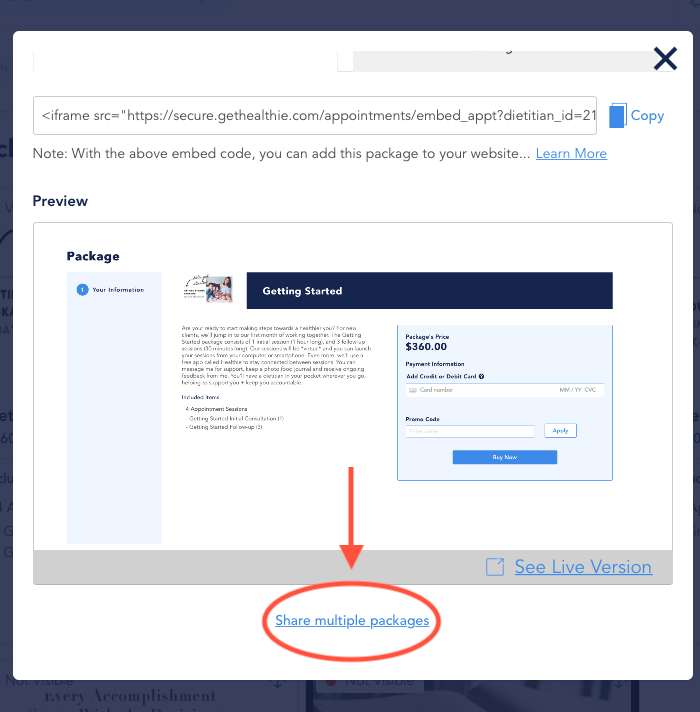 <iframe src="https://secure.gethealthie.com/appointments/embed_appt?dietitian_id=21
Copy
Note: With the above embed code, you can add this package to your website... Learn More
Preview
Package
1 Your Information
Getting Started
Are your ready to start making steps towards a healthier you? For new
clients, we'll jump in to our first month of working together. The Getting
Started package consists of 1 initial session (1 hour long), and 3 follow-up
sessions (30 minutes long). Our sessions will be *virtual* and you can launch
your sessions from your computer or smartphone. Even more, we'll use a
free app called Healthie to stay connected between sessions. You can
message me for support, keep a photo food journal and receive ongoing
feedback from me. You'll have a dietitian in your pocket wherever you go,
helping to support you + keep you accountable.
Included Items:
4 Appointment Sessions
- Getting Started Initial Consultation (1)
- Getting Started Follow-up (3)
Package's Price
$360.00
Payment Information
Add Credit or Debit Card
Card number MM / YY CVC
Promo Code
Enter code
Apply
Buy Now
See Live Version
Share multiple packages
Not Visible
Not Visible
Every Accomplishment